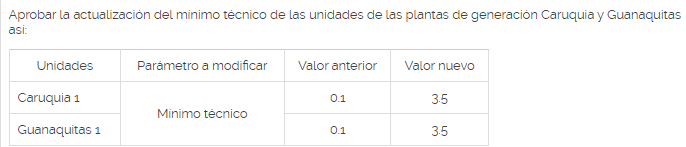 Aprobar la actualización del mínimo técnico de las unidades de las plantas de generación Caruquia y Guanaquitas
así:
Unidades Parámetro a modificar Valor anterior Valor nuevo
Caruquia 1 0.1 3.5
Mínimo técnico
Guanaquitas 1 0.1 3.5